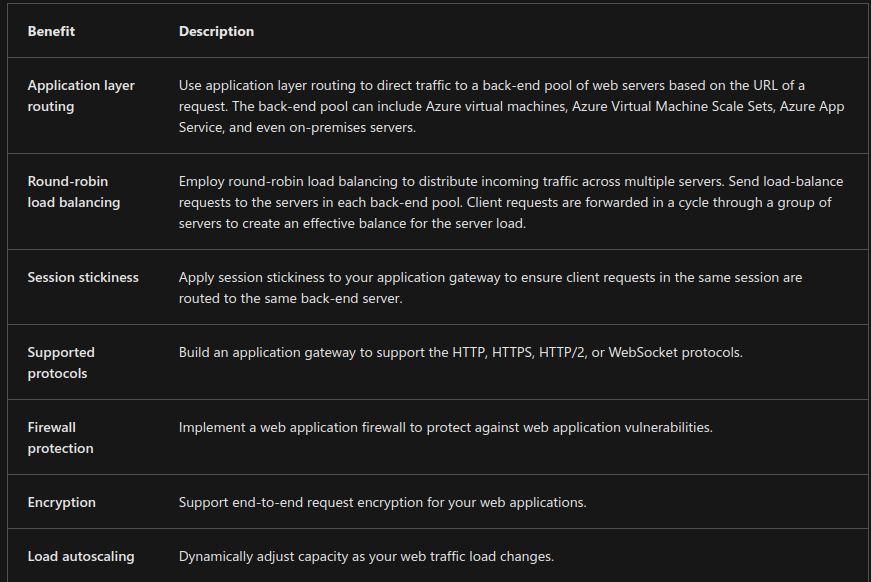 Benefit Description
Application layer routing Use application layer routing to direct traffic to a back-end pool of web servers based on the URL of a
request. The back-end pool can include Azure virtual machines, Azure Virtual Machine Scale Sets, Azure App
Service, and even on-premises servers.
Round-robin load balancing Employ round-robin load balancing to distribute incoming traffic across multiple servers. Send load-balance
requests to the servers in each back-end pool. Client requests are forwarded in a cycle through a group of
servers to create an effective balance for the server load.
Session stickiness Apply session stickiness to your application gateway to ensure client requests in the same session are
routed to the same back-end server.
Supported protocols Build an application gateway to support the HTTP, HTTPS, HTTP/2, or WebSocket protocols.
Firewall protection Implement a web application firewall to protect against web application vulnerabilities.
Encryption Support end-to-end request encryption for your web applications.
Load autoscaling Dynamically adjust capacity as your web traffic load changes.